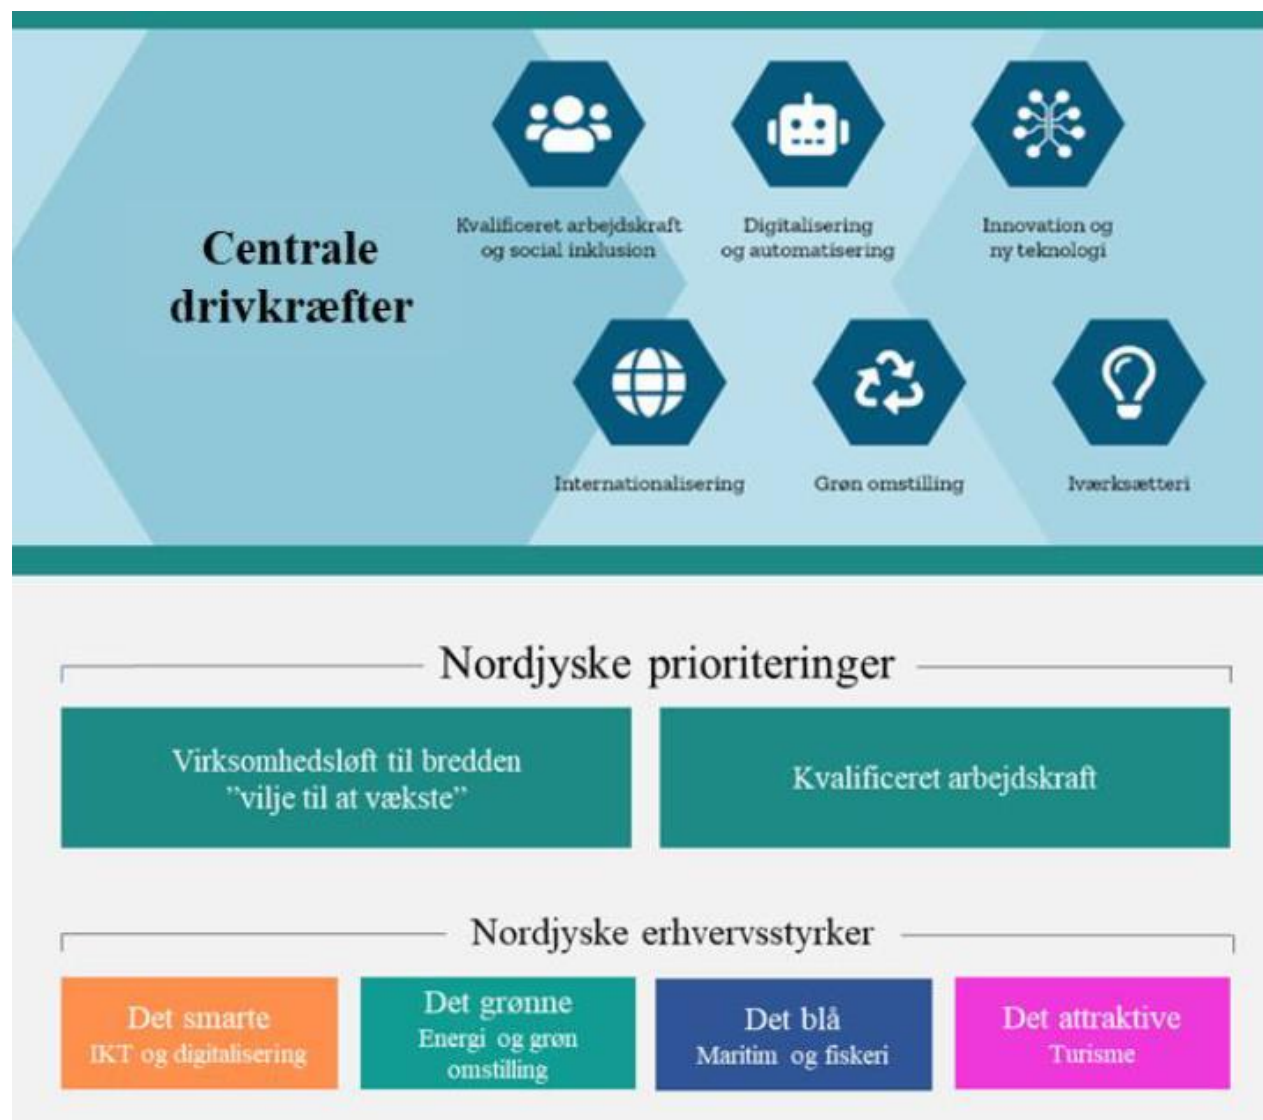 Centrale
drivkræfter
Kvalificeret arbejdskraft
og social inklusion
Digitalisering
og automatisering
Innovation og
ny teknologi
Internationalisering
Grøn omstilling
Iværksætteri
Nordjyske prioriteringer
Virksomhedsløft til bredden
”vilje til at vækste”
Kvalificeret arbejdskraft
Nordjyske erhvervsstyrker
Det smarte
IKT og digitalisering
Det grønne
Energi og grøn
omstilling
Det blå
Maritim og fiskeri
Det attraktive
Turisme